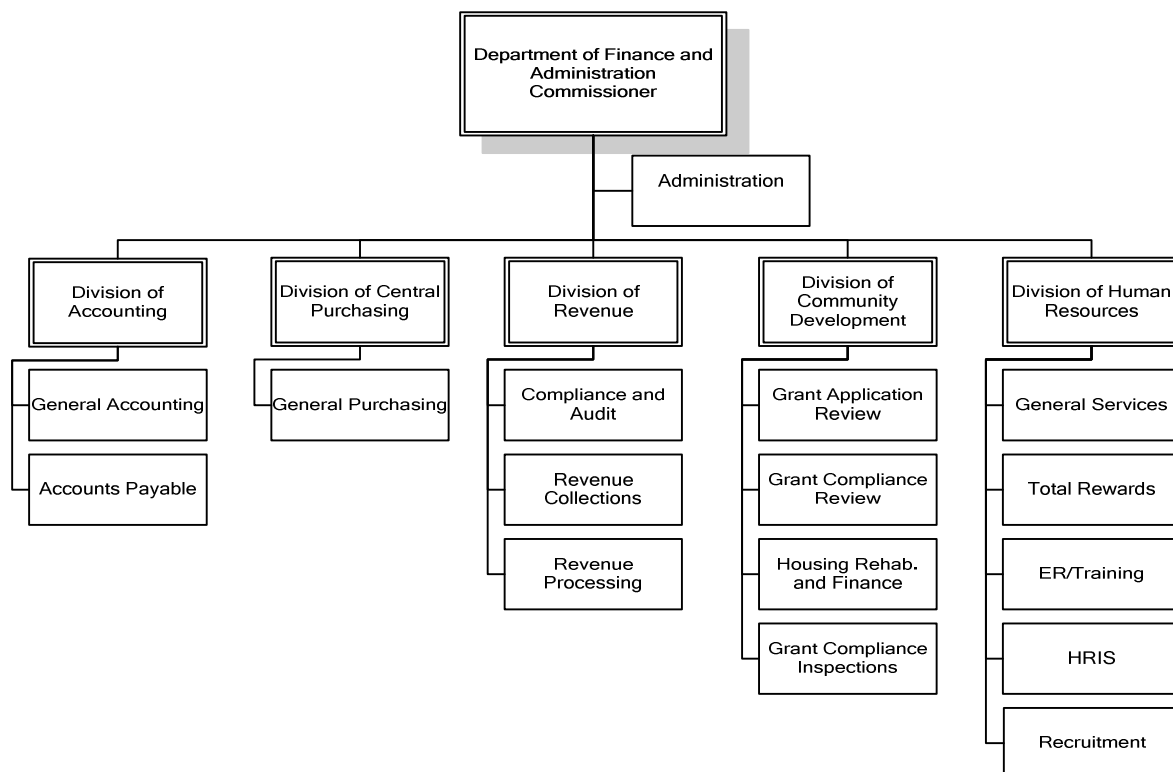 Department of Finance and
Administration
Commissioner
Administration
Division of
Accounting
Division of Central
Purchasing
Division of
Revenue
Division of
Community
Development
Division of Human
Resources
General Accounting
Accounts Payable
General Purchasing
Compliance and
Audit
Revenue
Collections
Revenue
Processing
Grant Application
Review
Grant Compliance
Review
Housing Rehab.
and Finance
Grant Compliance
Inspections
General Services
Total Rewards
ER/Training
HRIS
Recruitment